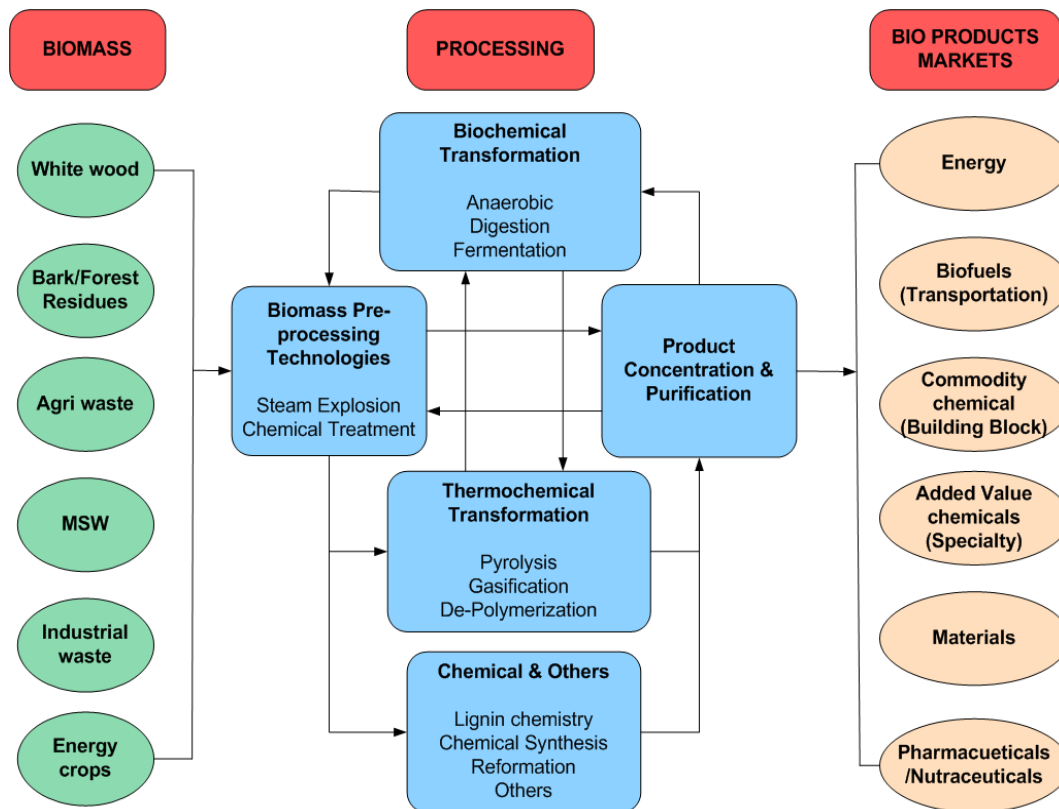 BIOMASS
PROCESSING
BIO PRODUCTS
MARKETS
White wood
Bark/Forest
Residues
Agri waste
MSW
Industrial
waste
Energy
crops
Biochemical
Transformation
Anaerobic
Digestion
Fermentation
Biomass Pre-
processing
Technologies
Steam Explosion
Chemical Treatment
Product
Concentration &
Purification
Thermochemical
Transformation
Pyrolysis
Gasification
De-Polymerization
Chemical & Others
Lignin chemistry
Chemical Synthesis
Reformation
Others
Energy
Biofuels
(Transportation)
Commodity
chemical
(Building Block)
Added Value
chemicals
(Specialty)
Materials
Pharmacueticals
/Nutraceuticals